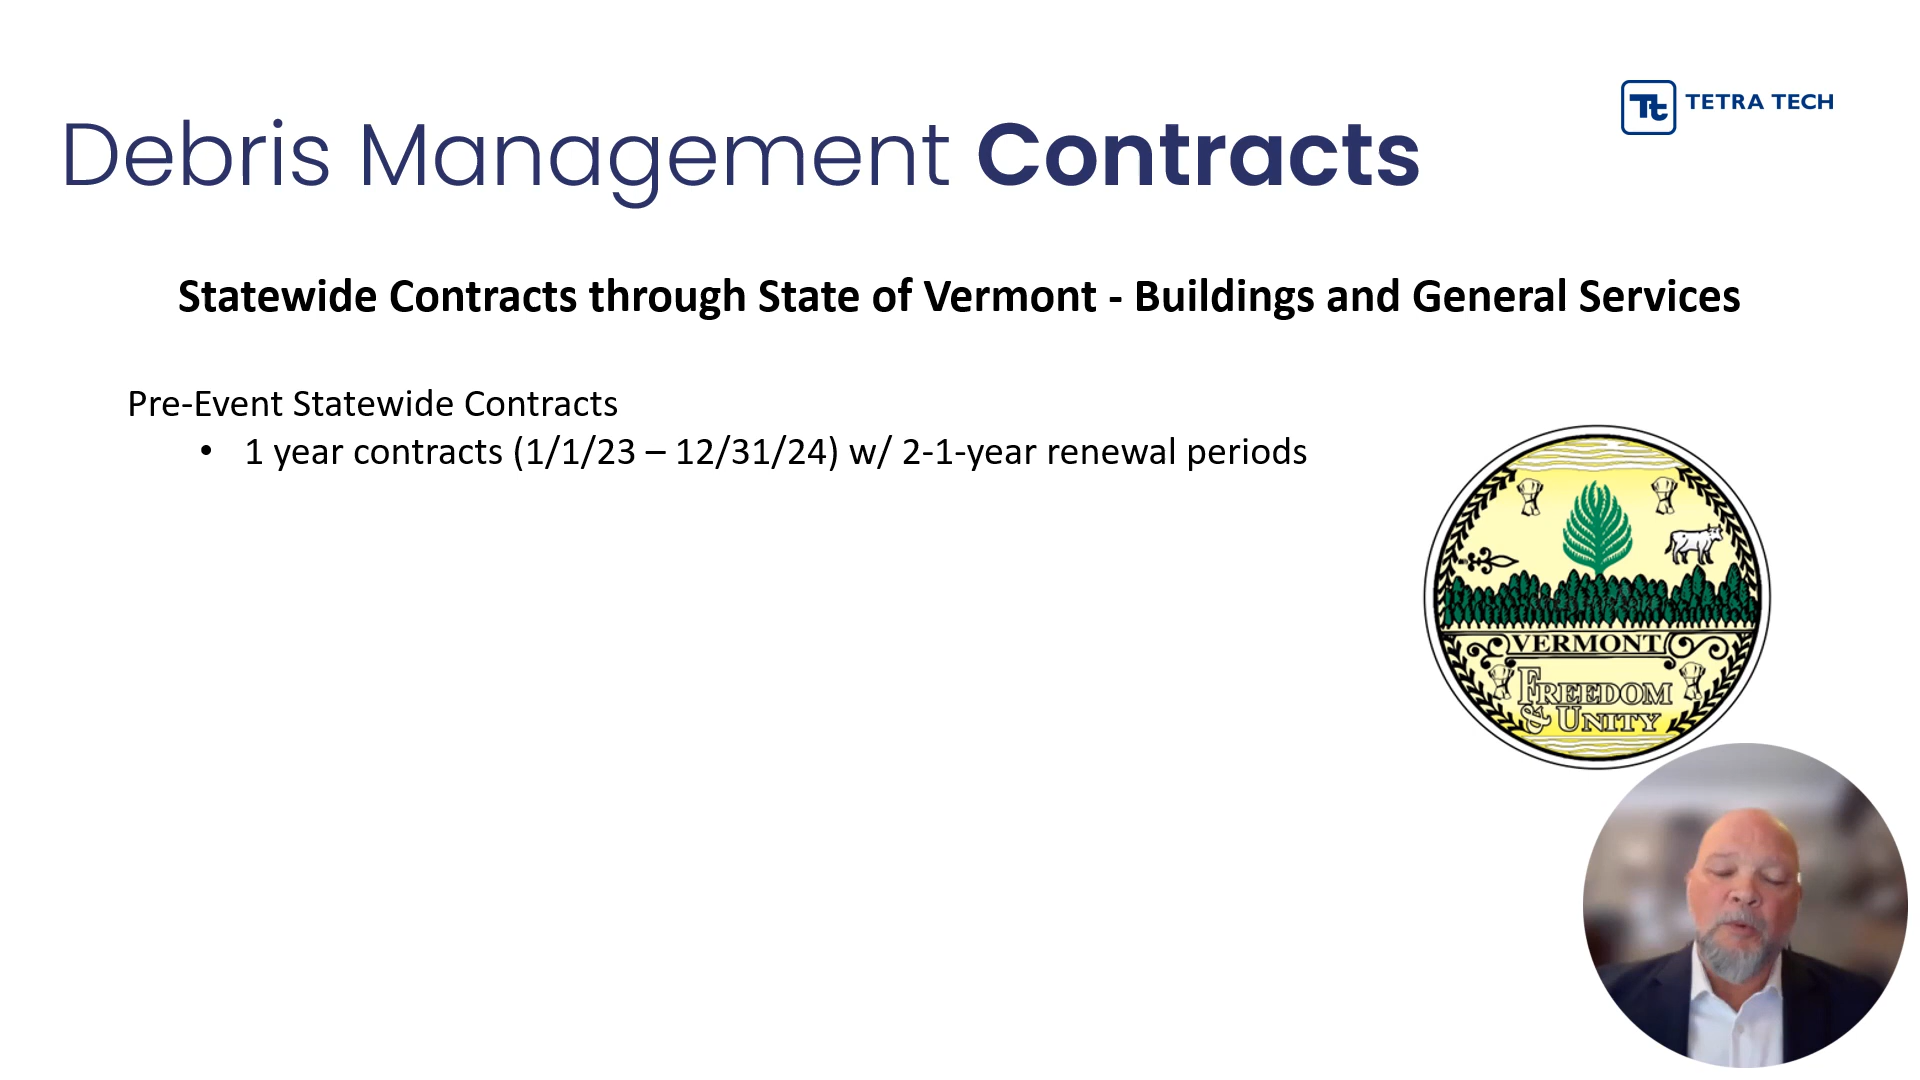 TETRA TECH
Debris Management Contracts
Statewide Contracts through State of Vermont - Buildings and General Services
Pre-Event Statewide Contracts
• 1 year contracts (1/1/23 – 12/31/24) w/ 2-1-year renewal periods
VERMONT
FREEDOM
& UNITY